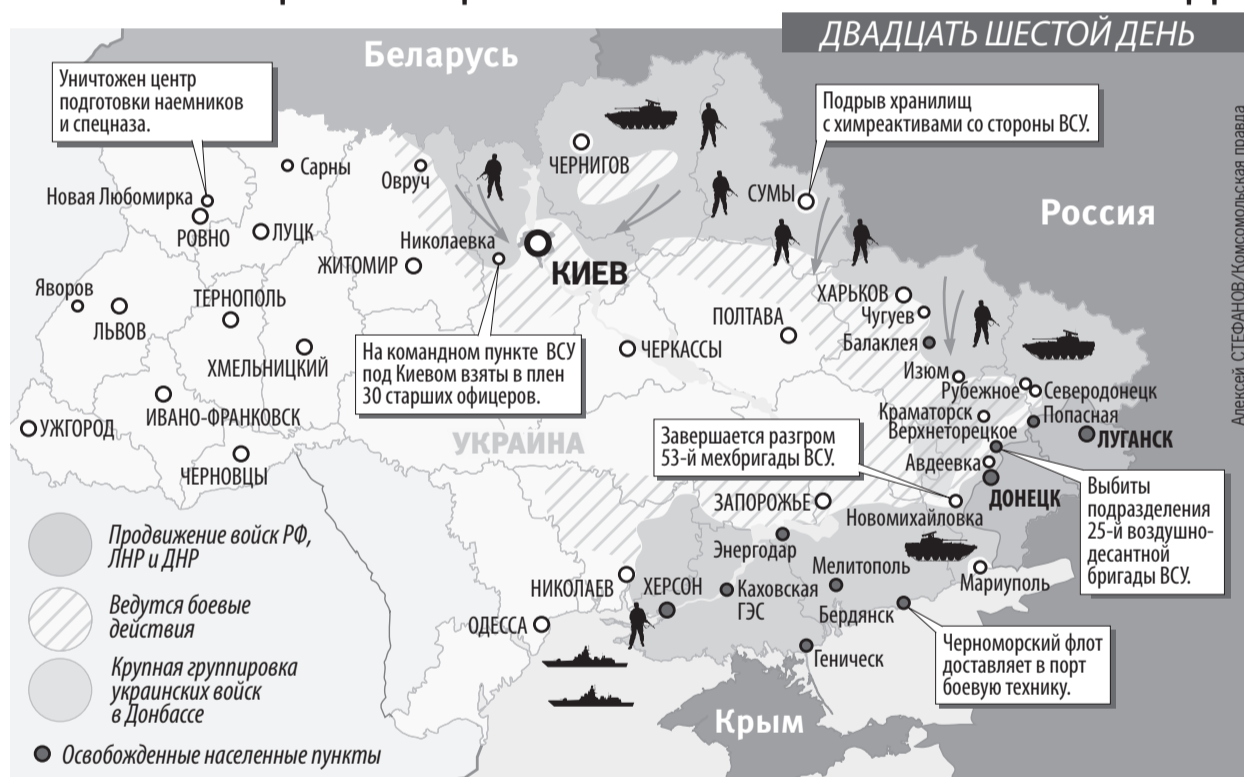 ДВАДЦАТЬ ШЕСТОЙ ДЕНЬ
Беларусь
Уничтожен центр
подготовки наемников
и спецназа.
Подрыв хранилищ
с химреактивами со стороны ВСУ.
Алексей СТЕФАНОВ/Комсомольская правда
ЧЕРНИГОВ
Сарны
Овруч
СУМЫ
Новая Любомирка
Россия
РОВНО
ЛУЦК
Николаевка
ЖИТОМИР
КИЕВ
Яворов
ЛЬВОВ
ТЕРНОПОЛЬ
ХАРЬКОВ
Чугуев
ПОЛТАВА
Балаклея
ХМЕЛЬНИЦКИЙ
На командном пункте ВСУ
под Киевом взяты в плен
30 старших офицеров.
ЧЕРКАССЫ
Изюм
Рубежное
Северодонецк
ИВАНО-ФРАНКОВСК
Краматорск
Попасная
УЖГОРОД
Верхнеторецкое
ЛУГАНСК
УКРАИНА
Завершается разгром
53-й мехбригады ВСУ.
ЧЕРНОВЦЫ
Авдеевка
ДОНЕЦК
Выбиты
подразделения
25-й воздушно-
десантной
бригады ВСУ.
ЗАПОРОЖЬЕ
Новомихайловка
Энергодар
Мелитополь
Мариуполь
НИКОЛАЕВ
ХЕРСОН
Каховская
ГЭС
Бердянск
ОДЕССА
Геническ
Черноморский флот
доставляет в порт
боевую технику.
Крым
Продвижение войск РФ,
ЛНР и ДНР
Ведутся боевые
действия
Крупная группировка
украинских войск
в Донбассе
Освобожденные населенные пункты